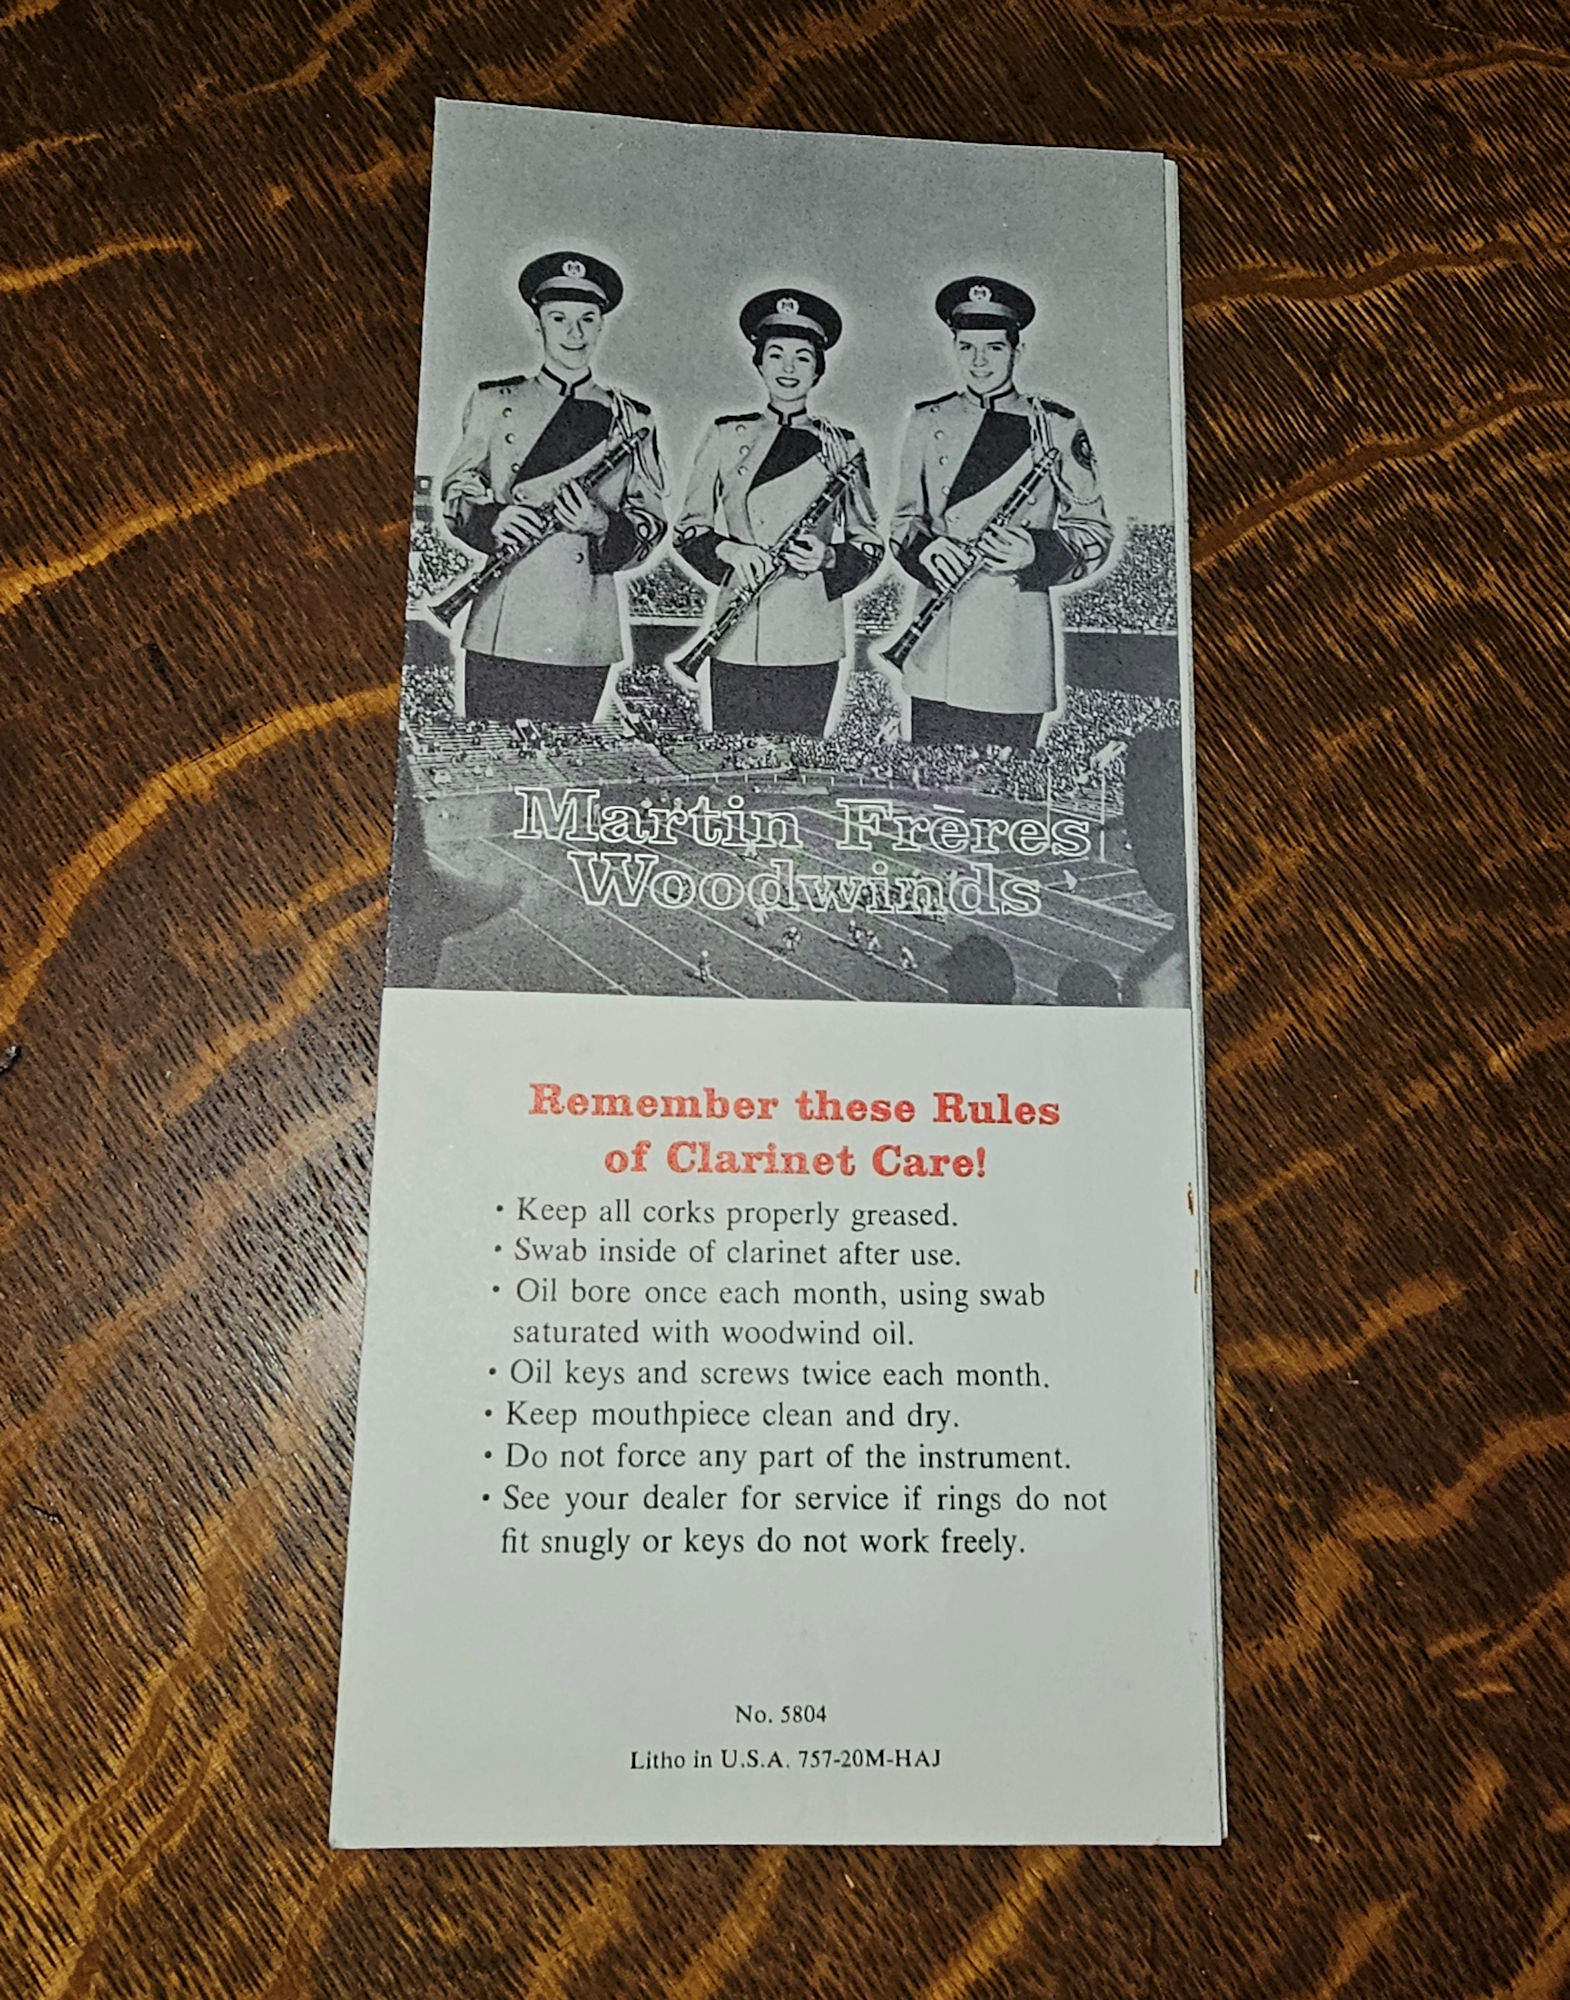 Martin Frēres
Woodwinds
Remember these Rules
of Clarinet Care!
• Keep all corks properly greased.
• Swab inside of clarinet after use.
• Oil bore once each month, using swab
saturated with woodwind oil.
• Oil keys and screws twice each month.
• Keep mouthpiece clean and dry.
• Do not force any part of the instrument.
• See your dealer for service if rings do not
fit snugly or keys do not work freely.
No. 5804
Litho in U.S.A. 757-20M-HAJ